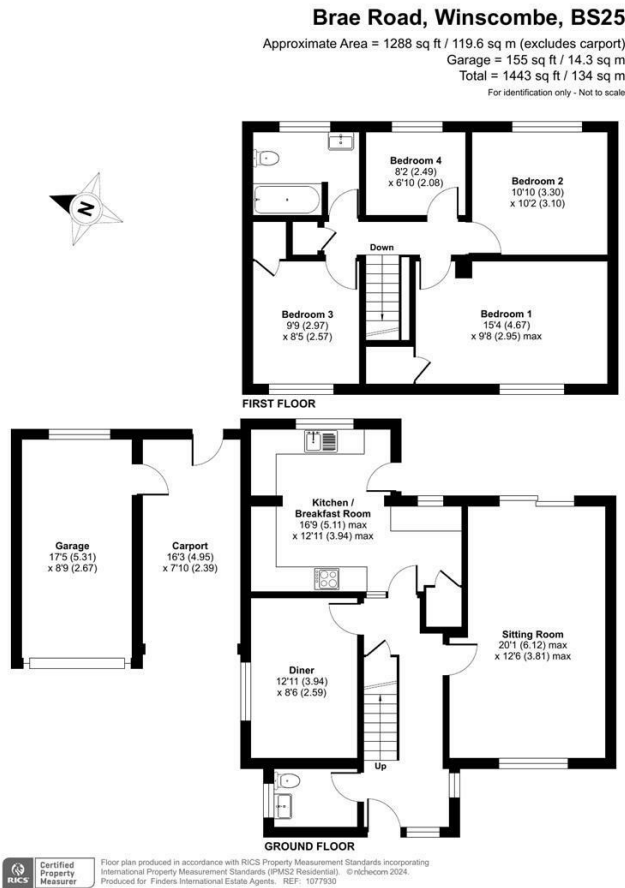 Brae Road, Winscombe, BS25
Approximate Area = 1288 sq ft / 119.6 sq m (excludes carport)
Garage = 155 sq ft / 14.3 sq m
Total = 1443 sq ft / 134 sq m
For identification only - Not to scale
N
Bedroom 4
8'2 (2.49)
x 6'10 (2.08)
Bedroom 2
10'10 (3.30)
x 10'2 (3.10)
Down
Bedroom 3
9'9 (2.97)
x 8'5 (2.57)
Bedroom 1
15'4 (4.67)
x 9'8 (2.95) max
FIRST FLOOR
Kitchen /
Breakfast Room
16'9 (5.11) max
x 12'11 (3.94) max
Garage
17'5 (5.31)
x 8'9 (2.67)
Carport
16'3 (4.95)
x 7'10 (2.39)
Sitting Room
20'1 (6.12) max
x 12'6 (3.81) max
Diner
12'11 (3.94)
x 8'6 (2.59)
Up
GROUND FLOOR
RICS
Certified
Property
Measurer
Floor plan produced in accordance with RICS Property Measurement Standards incorporating
International Property Measurement Standards (IPMS2 Residential). © nichecom 2024.
Produced for Finders International Estate Agents. REF: 1077930